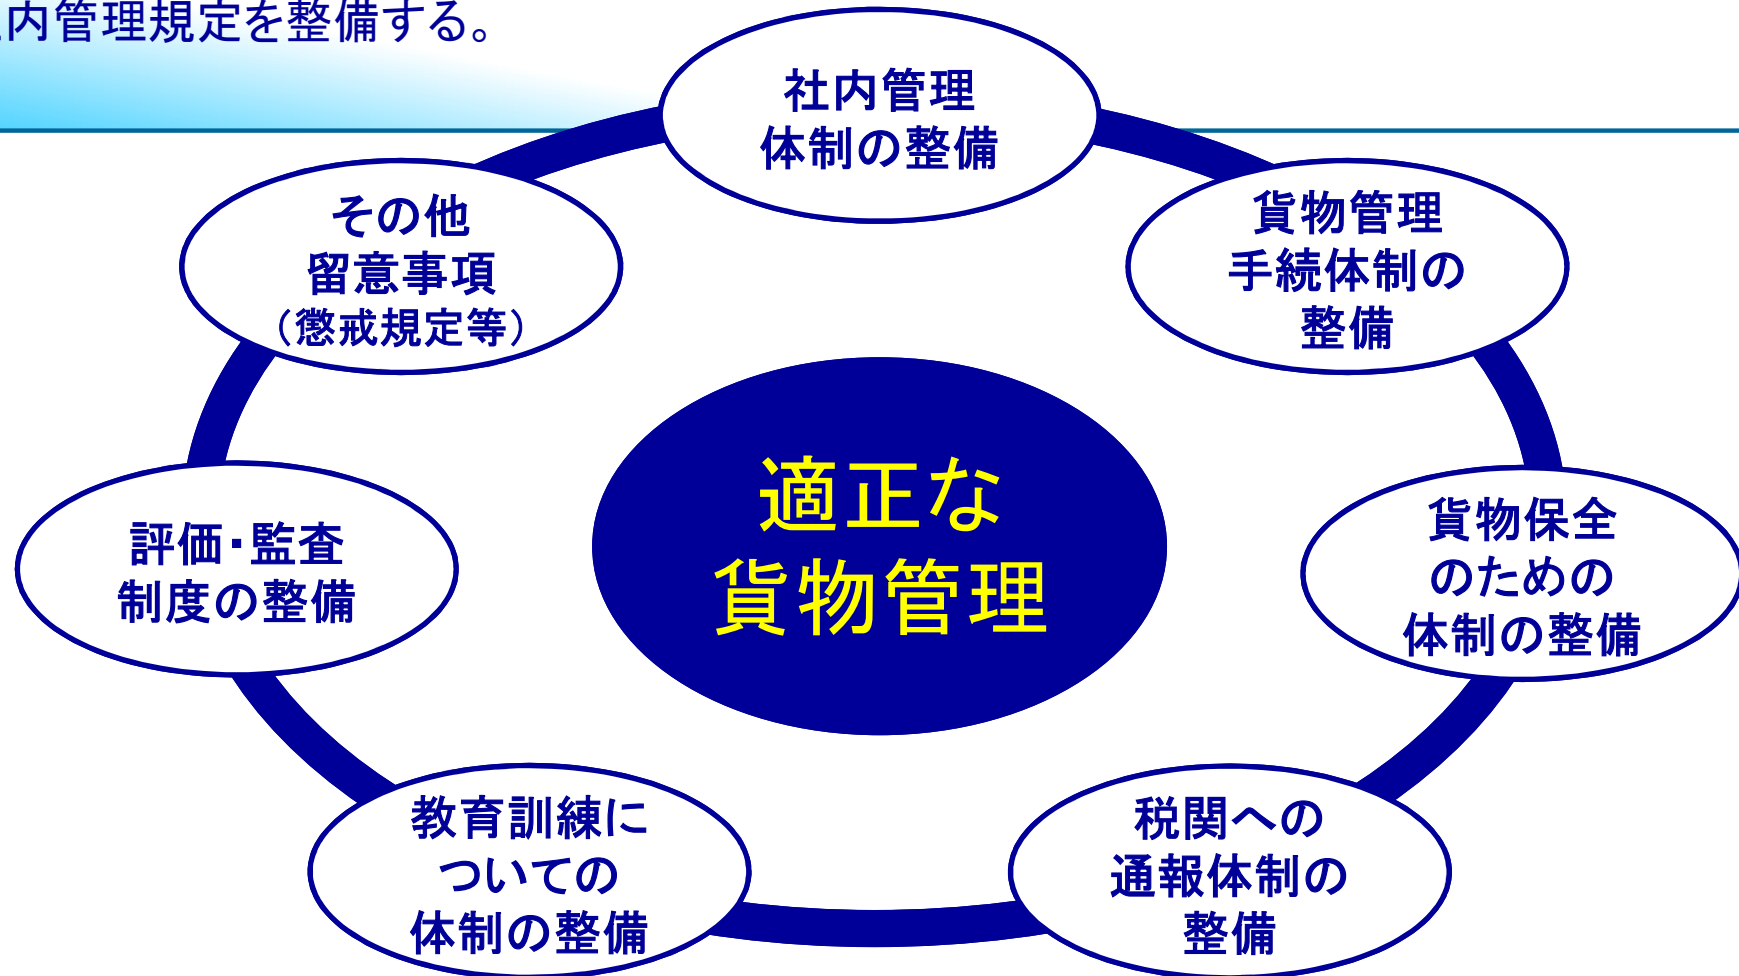 内管理規定を整備する。
社内管理
体制の整備
貨物管理
手続体制の
整備
貨物保全
のための
体制の整備
税関への
通報体制の
整備
教育訓練に
ついての
体制の整備
評価・監査
制度の整備
その他
留意事項
（懲戒規定等）
適正な
貨物管理